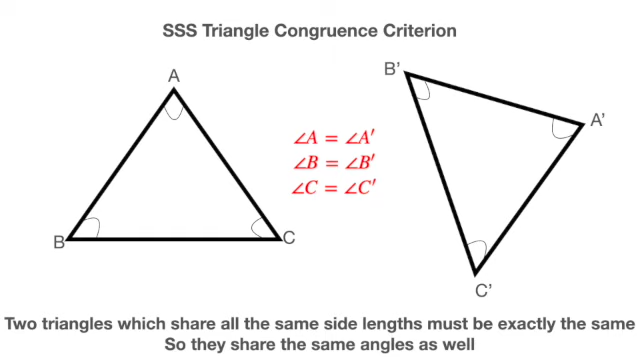 SSS Triangle Congruence Criterion
A
B
C
∠A = ∠A′
∠B = ∠B′
∠C = ∠C′
B’
A’
C’
Two triangles which share all the same side lengths must be exactly the same
So they share the same angles as well